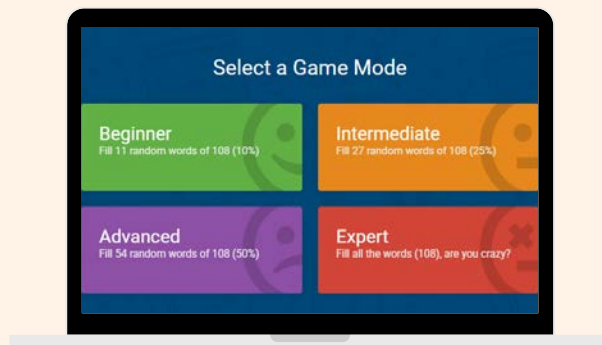 Select a Game Mode
Beginner
Fill 11 random words of 108 (10%)
Intermediate
Fill 27 random words of 108 (25%)
Advanced
Fill 54 random words of 108 (50%)
Expert
Fill all the words (108), are you crazy?